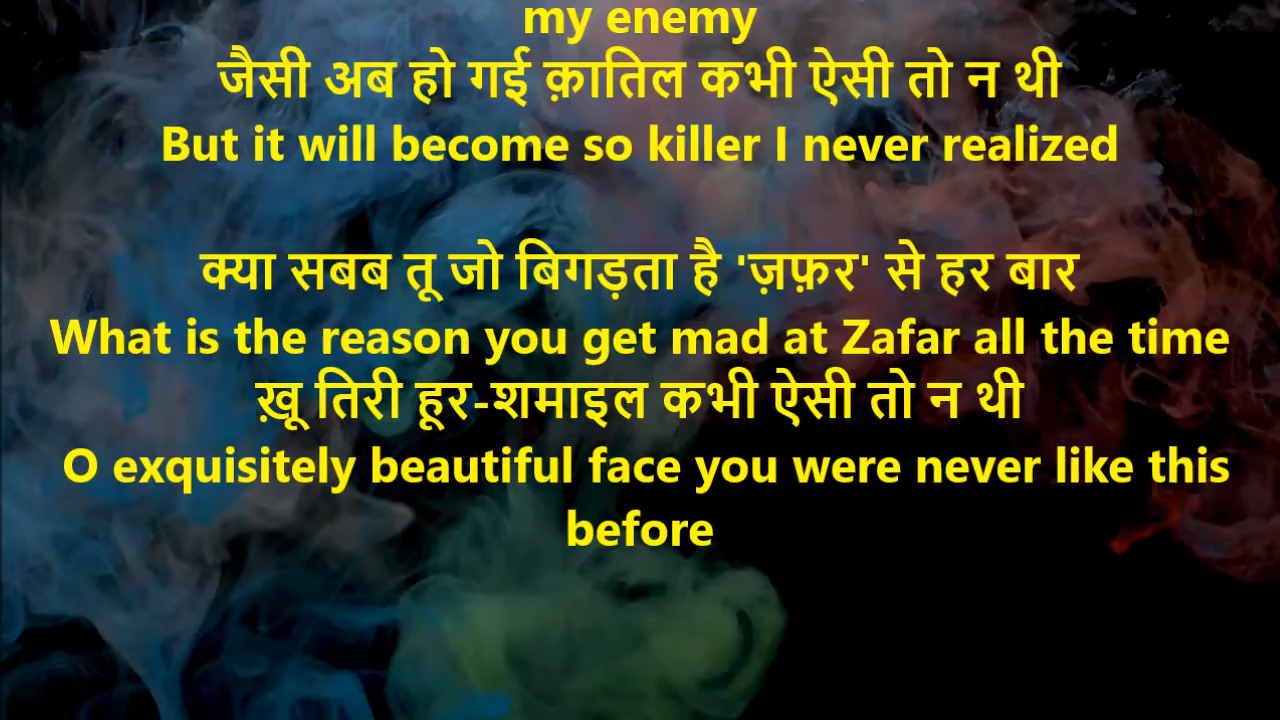 my enemy
जैसी अब हो गई क़ातिल कभी ऐसी तो न थी
But it will become so killer I never realized
क्या सबब तू जो बिगड़ता है 'ज़फ़र' से हर बार
What is the reason you get mad at Zafar all the time
ख़ू तिरी हूर-शमाइल कभी ऐसी तो न थी
O exquisitely beautiful face you were never like this
before